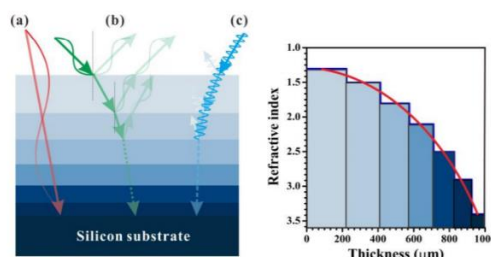 (a)
(b)
(c)
Silicon substrate
Refractive index
1.0
1.5
2.0
2.5
3.0
3.5
0 200 400 600 800 100
Thickness (μm)